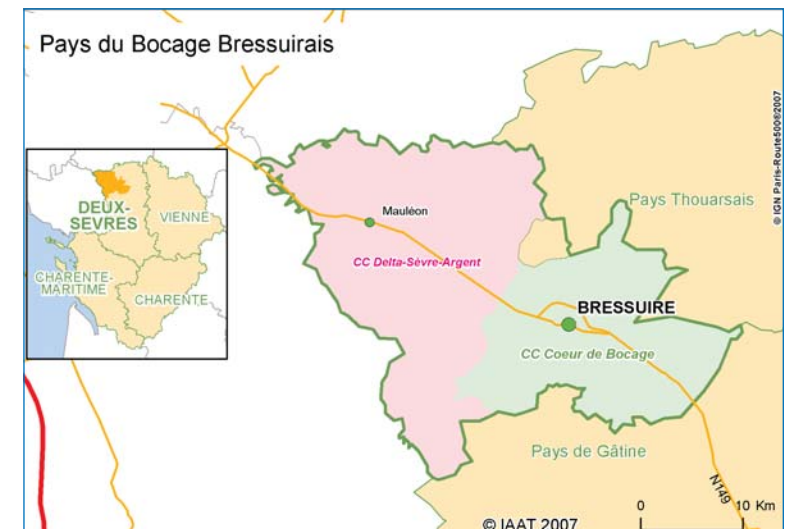 Pays du Bocage Bressuirais
© IGN Paris-Route500®2007
DEUX-
SEVRES
VIENNE
CHARENTE-
MARITIME
CHARENTE
Mauléon
CC Delta-Sèvre-Argent
Pays Thouarsais
BRESSUIRE
CC Coeur de Bocage
Pays de Gâtine
N149
0 10 Km
© IAAT 2007